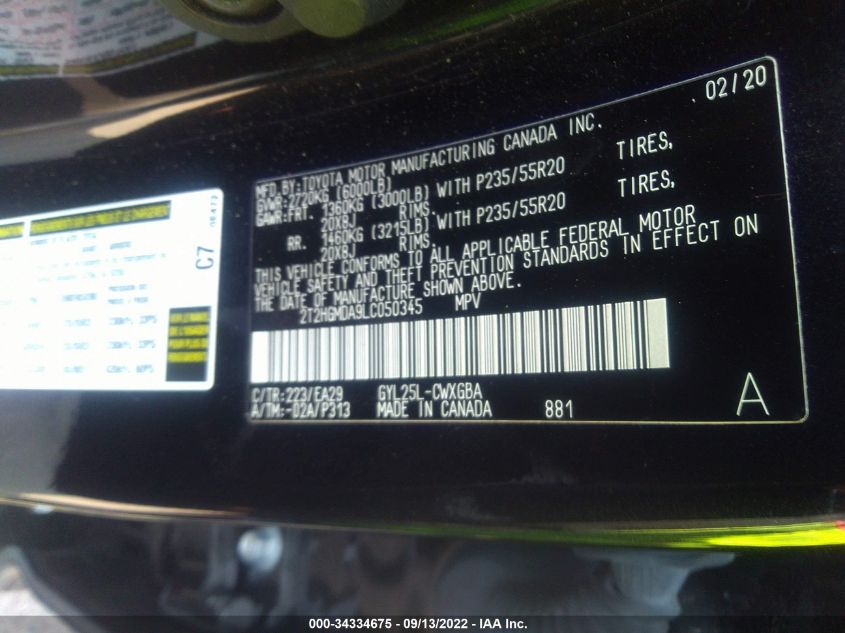 02/20
MFD.BY:TOYOTA MOTOR MANUFACTURING CANADA INC.
GVWR:2720KG (6000LB)
GAWR:FRT. 1360KG (3000LB) WITH P235/55R20 TIRES,
20X8J RIMS.
RR. 1460KG (3215LB) WITH P235/55R20 TIRES,
20X8J RIMS.
THIS VEHICLE CONFORMS TO ALL APPLICABLE FEDERAL MOTOR
VEHICLE SAFETY AND THEFT PREVENTION STANDARDS IN EFFECT ON
THE DATE OF MANUFACTURE SHOWN ABOVE.
2T2HGMDA9LC050345 MPV
C/TR:223/EA29 GYL25L-CWXGBA
A/TM:-02A/P313 MADE IN CANADA 881 A
C7
000-34334675 • 09/13/2022 • IAA Inc.